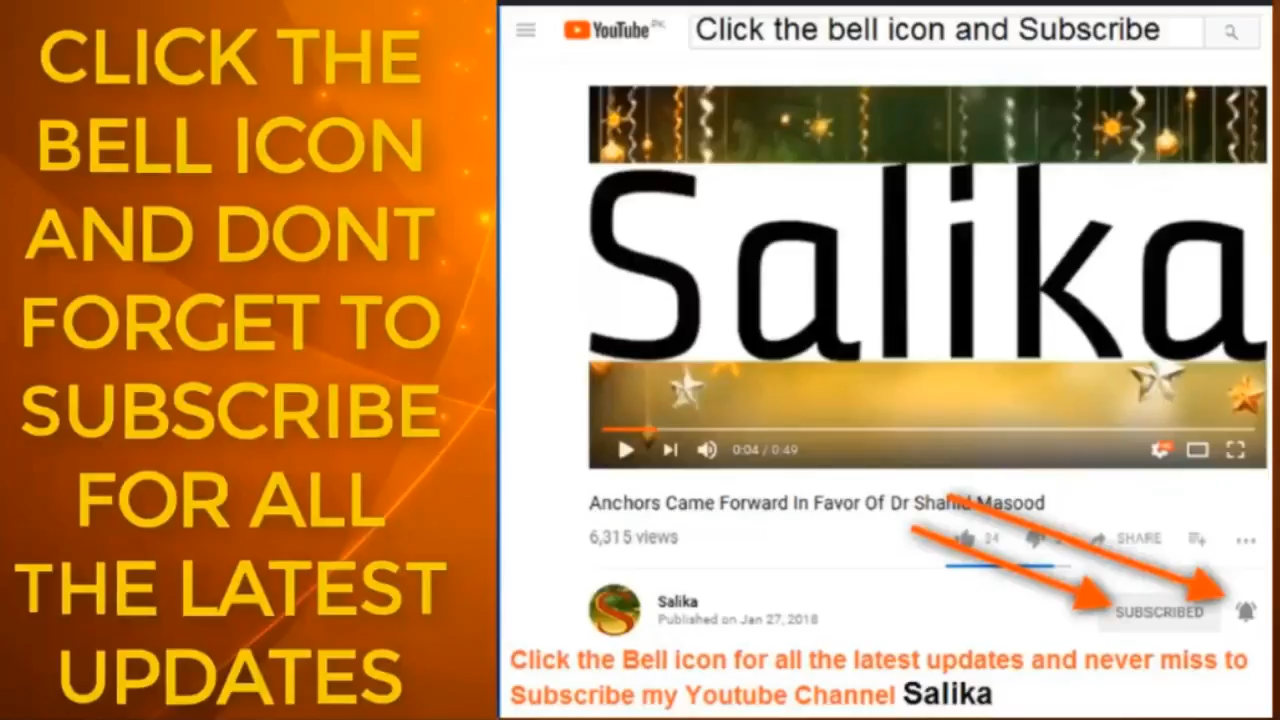 CLICK THE
BELL ICON
AND DONT
FORGET TO
SUBSCRIBE
FOR ALL
THE LATEST
UPDATES
YouTube PK
Click the bell icon and Subscribe
Salika
0:04 / 0:49
Anchors Came Forward In Favor Of Dr Shahid Masood
6,315 views
34
SHARE
Salika
Published on Jan 27, 2018
SUBSCRIBED
Click the Bell icon for all the latest updates and never miss to
Subscribe my Youtube Channel Salika